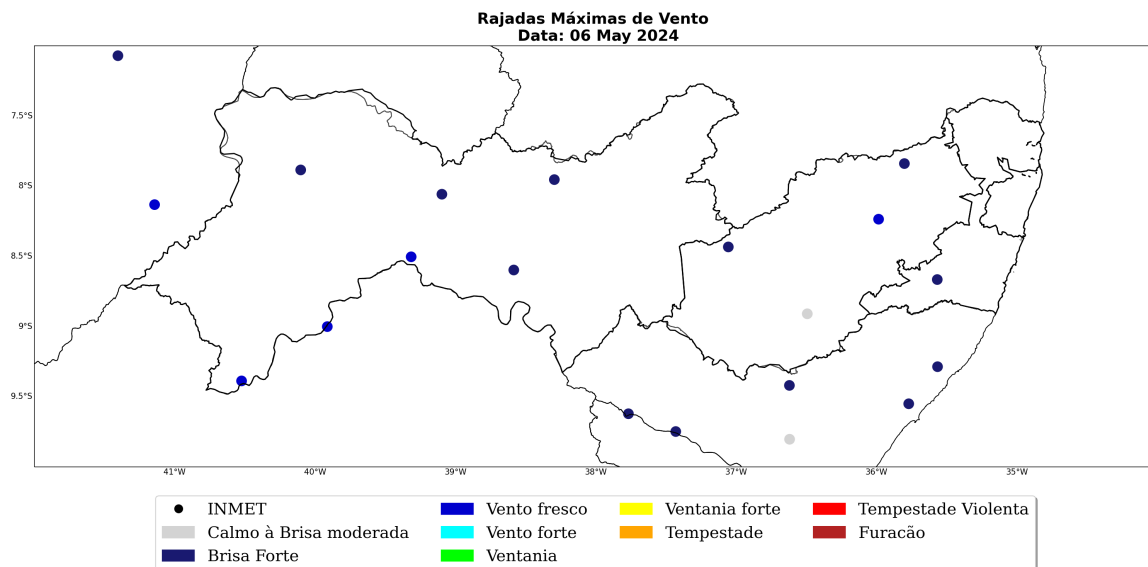 Rajadas Máximas de Vento
Data: 06 May 2024
7.5°S
8°S
8.5°S
9°S
9.5°S
41°W
40°W
39°W
38°W
37°W
36°W
35°W
INMET
Vento fresco
Ventania forte
Tempestade Violenta
Calmo à Brisa moderada
Vento forte
Tempestade
Furacão
Brisa Forte
Ventania